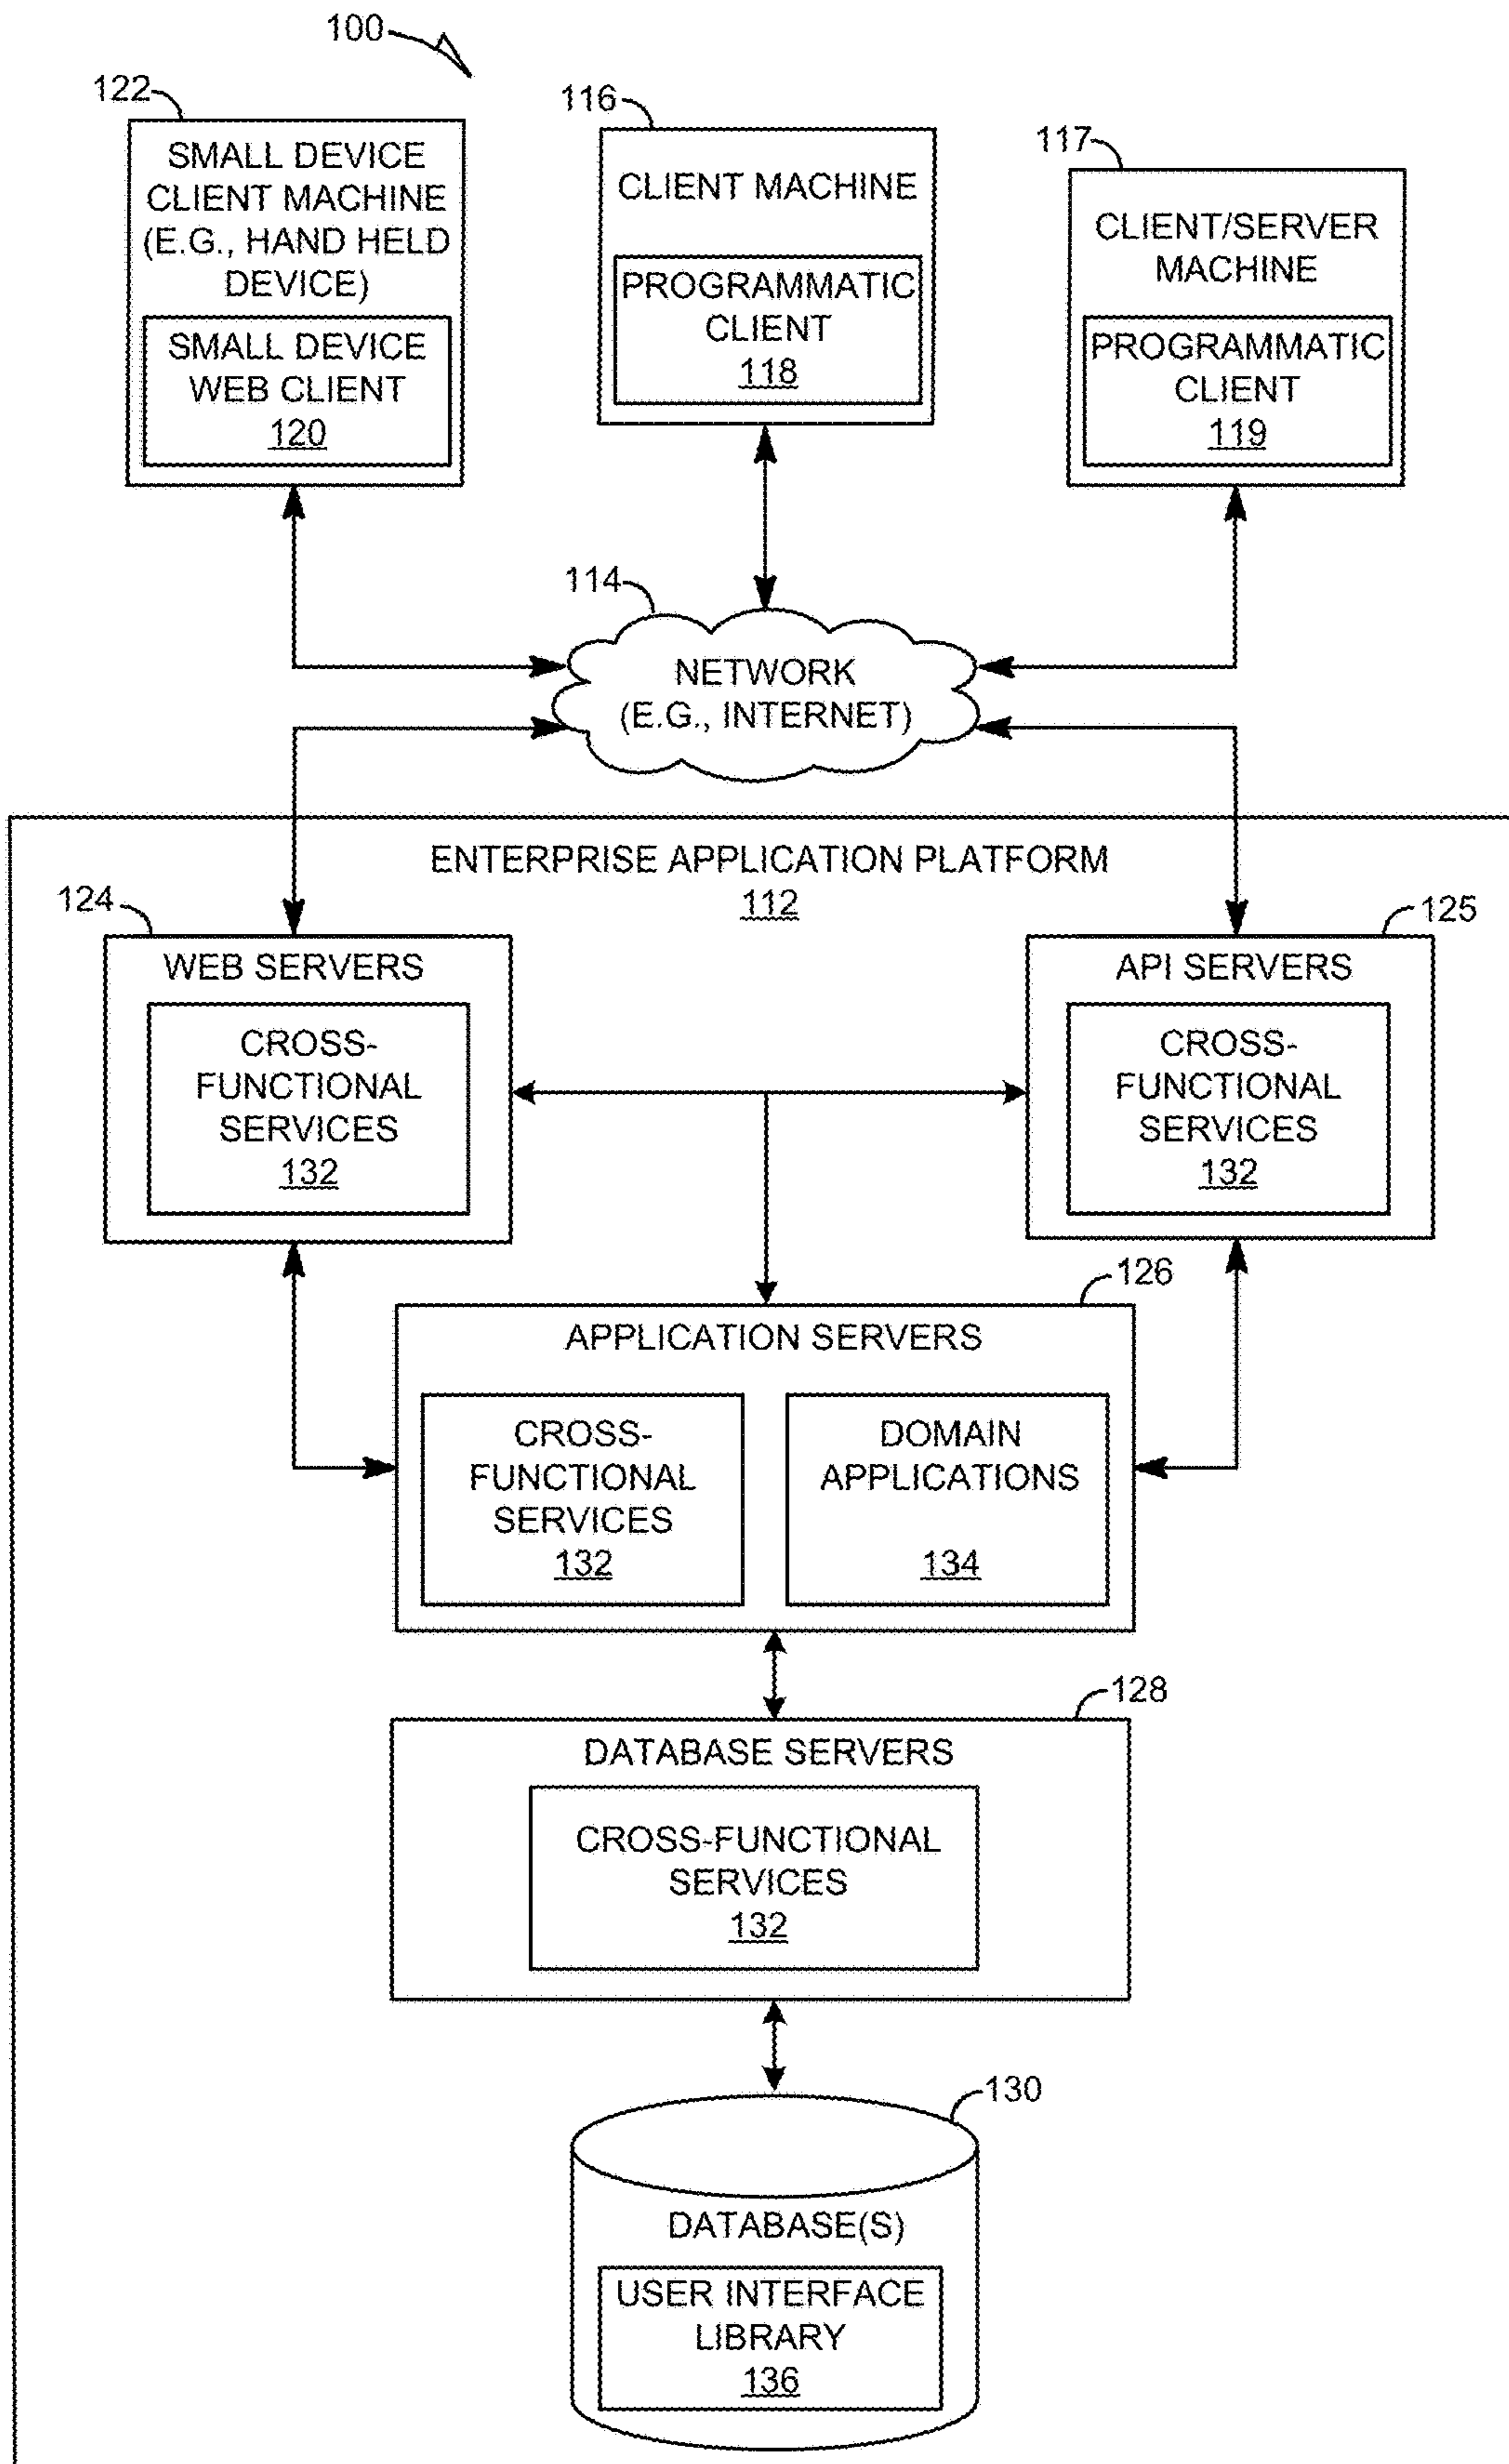 100
122
SMALL DEVICE
CLIENT MACHINE
(E.G., HAND HELD
DEVICE)
SMALL DEVICE
WEB CLIENT
120
116
CLIENT MACHINE
PROGRAMMATIC
CLIENT
118
117
CLIENT/SERVER
MACHINE
PROGRAMMATIC
CLIENT
119
114
NETWORK
(E.G., INTERNET)
ENTERPRISE APPLICATION PLATFORM
112
124
WEB SERVERS
CROSS-
FUNCTIONAL
SERVICES
132
125
API SERVERS
CROSS-
FUNCTIONAL
SERVICES
132
126
APPLICATION SERVERS
CROSS-
FUNCTIONAL
SERVICES
132
DOMAIN
APPLICATIONS
134
128
DATABASE SERVERS
CROSS-FUNCTIONAL
SERVICES
132
130
DATABASE(S)
USER INTERFACE
LIBRARY
136